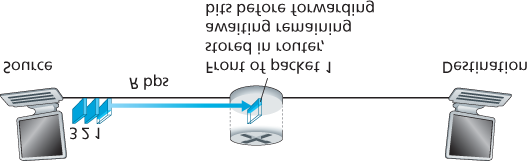 3 2 1
R bps
Source
Front of packet 1
stored in router,
awaiting remaining
bits before forwarding
Destination